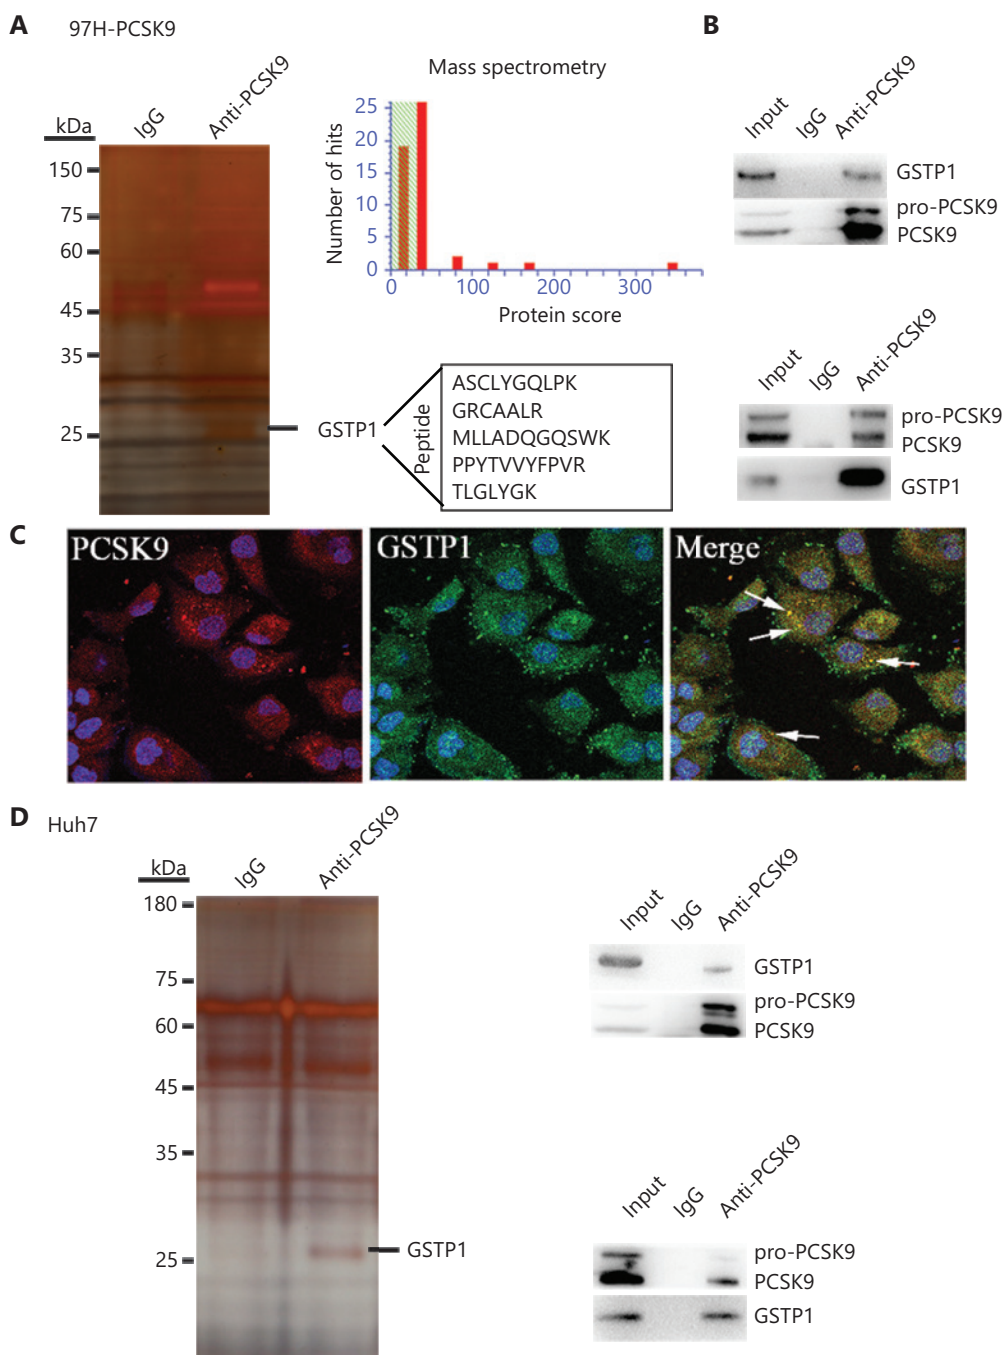 A
97H-PCSK9
kDa
IgG
Anti-PCSK9
150
75
60
45
35
25
GSTP1
Mass spectrometry
Number of hits
25
20
15
10
5
0
0 100 200 300
Protein score
Peptide
ASCLYGQLPK
GRCAALR
MLLADQGQSWK
PPYTVVYFPVR
TLGLYGK
B
Input
IgG
Anti-PCSK9
GSTP1
pro-PCSK9
PCSK9
Input
IgG
Anti-PCSK9
pro-PCSK9
PCSK9
GSTP1
C
PCSK9
GSTP1
Merge
D
Huh7
kDa
IgG
Anti-PCSK9
180
75
60
45
35
25
GSTP1
Input
IgG
Anti-PCSK9
GSTP1
pro-PCSK9
PCSK9
Input
IgG
Anti-PCSK9
pro-PCSK9
PCSK9
GSTP1